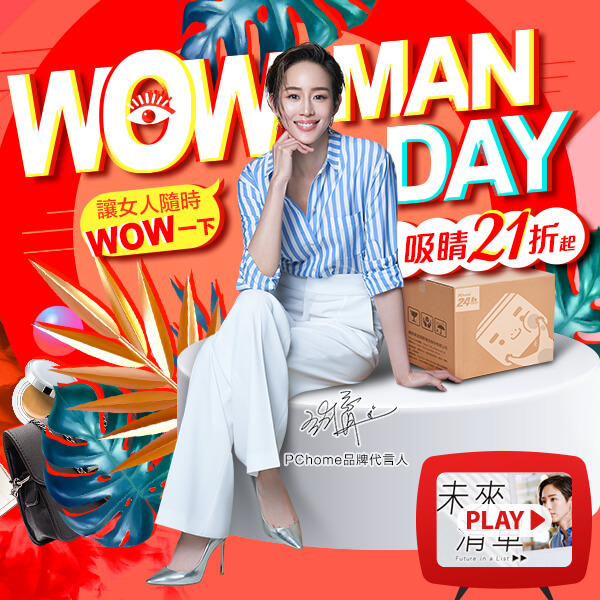 WOWMAN
DAY
讓女人隨時
WOW一下
吸睛21折起
24h
PChome品牌代言人
未來
清單
PLAY
Future in a List